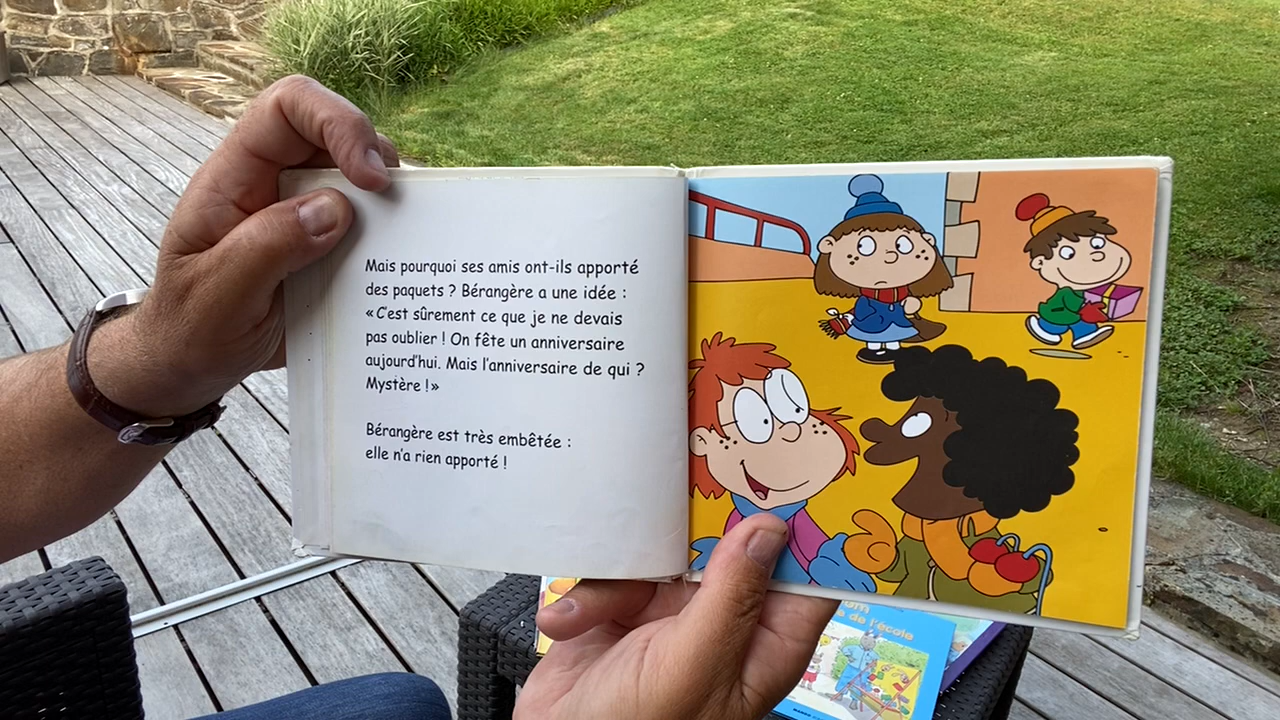 Mais pourquoi ses amis ont-ils apporté
des paquets ? Bérangère a une idée :
« C'est sûrement ce que je ne devais
pas oublier ! On fête un anniversaire
aujourd'hui. Mais l'anniversaire de qui ?
Mystère ! »
Bérangère est très embêtée :
elle n'a rien apporté !
de l'école